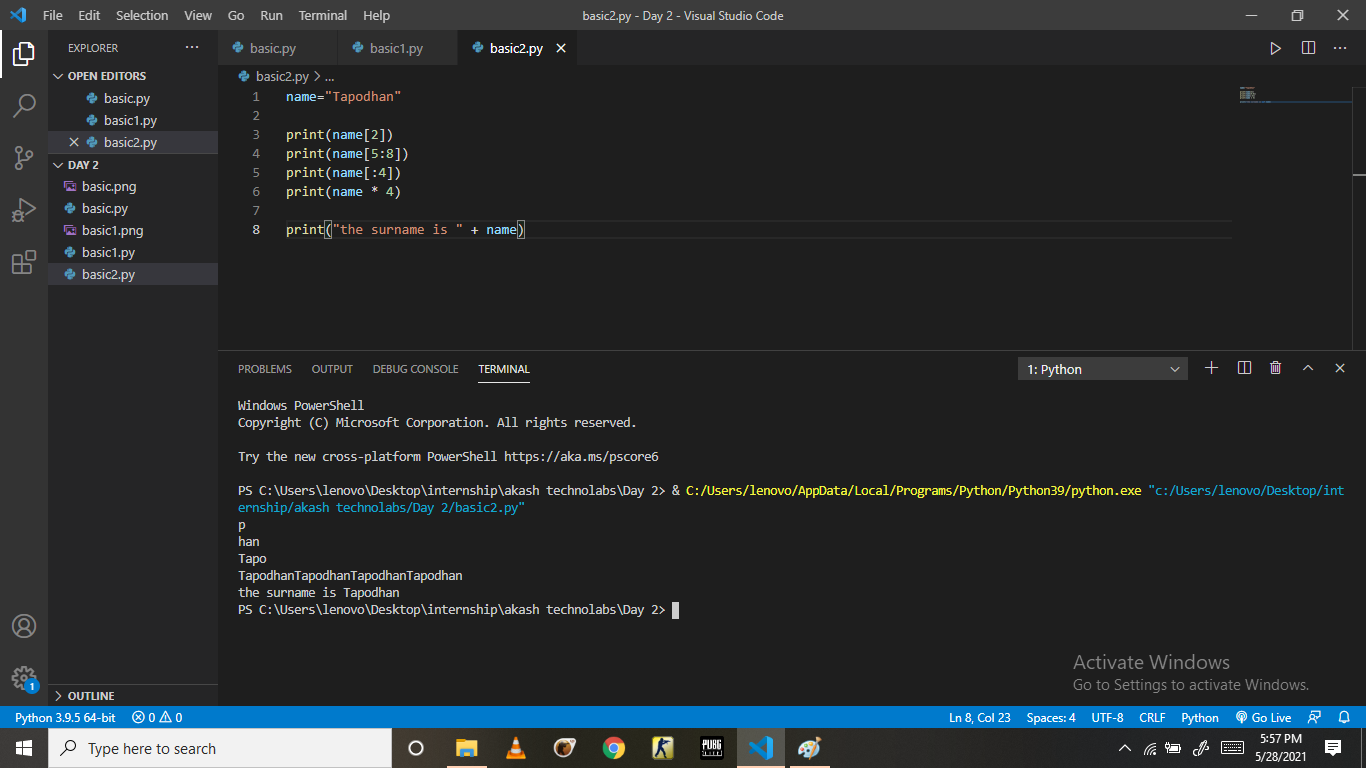 File Edit Selection View Go Run Terminal Help
basic2.py - Day 2 - Visual Studio Code
EXPLORER
OPEN EDITORS
basic.py
basic1.py
basic2.py
DAY 2
basic.png
basic.py
basic1.png
basic1.py
basic2.py
OUTLINE
basic.py basic1.py basic2.py
basic2.py > ...
1 name="Tapodhan"
2
3 print(name[2])
4 print(name[5:8])
5 print(name[:4])
6 print(name * 4)
7
8 print("the surname is " + name)
PROBLEMS OUTPUT DEBUG CONSOLE TERMINAL
1: Python
Windows PowerShell
Copyright (C) Microsoft Corporation. All rights reserved.
Try the new cross-platform PowerShell https://aka.ms/pscore6
PS C:\Users\lenovo\Desktop\internship\akash technolabs\Day 2> & C:/Users/lenovo/AppData/Local/Programs/Python/Python39/python.exe "c:/Users/lenovo/Desktop/int
ernship/akash technolabs/Day 2/basic2.py"
p
han
Tapo
TapodhanTapodhanTapodhanTapodhan
the surname is Tapodhan
PS C:\Users\lenovo\Desktop\internship\akash technolabs\Day 2>
Activate Windows
Go to Settings to activate Windows.
1
Python 3.9.5 64-bit 0 0
Ln 8, Col 23 Spaces: 4 UTF-8 CRLF Python Go Live
Type here to search
PUBG
5:57 PM
5/28/2021